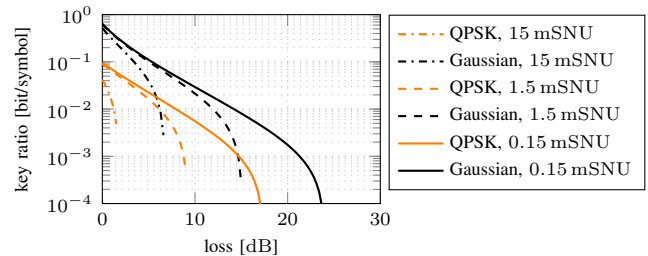 10^0
10^{-1}
10^{-2}
10^{-3}
10^{-4}
key ratio [bit/symbol]
0 10 20 30
loss [dB]
QPSK, 15 mSNU
Gaussian, 15 mSNU
QPSK, 1.5 mSNU
Gaussian, 1.5 mSNU
QPSK, 0.15 mSNU
Gaussian, 0.15 mSNU